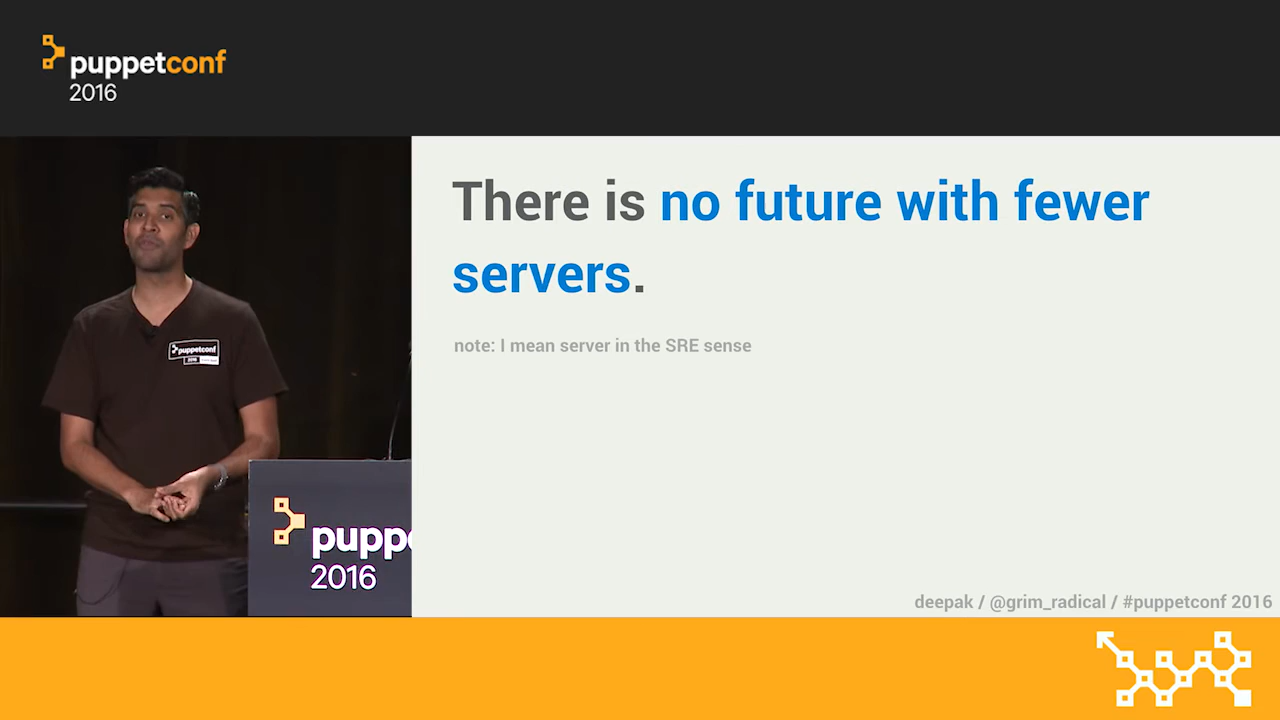 puppetconf
2016
There is no future with fewer
servers.
note: I mean server in the SRE sense
puppetconf
2016
pupp
2016
deepak / @grim_radical / #puppetconf 2016